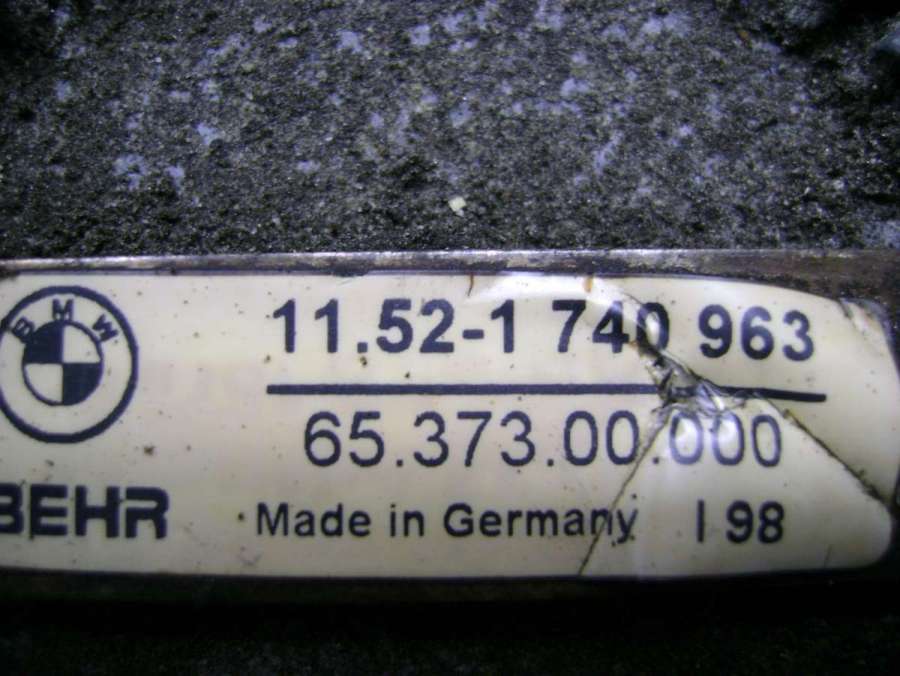 BMW
11.52-1 740 963
65.373.00.000
BEHR
Made in Germany I 98